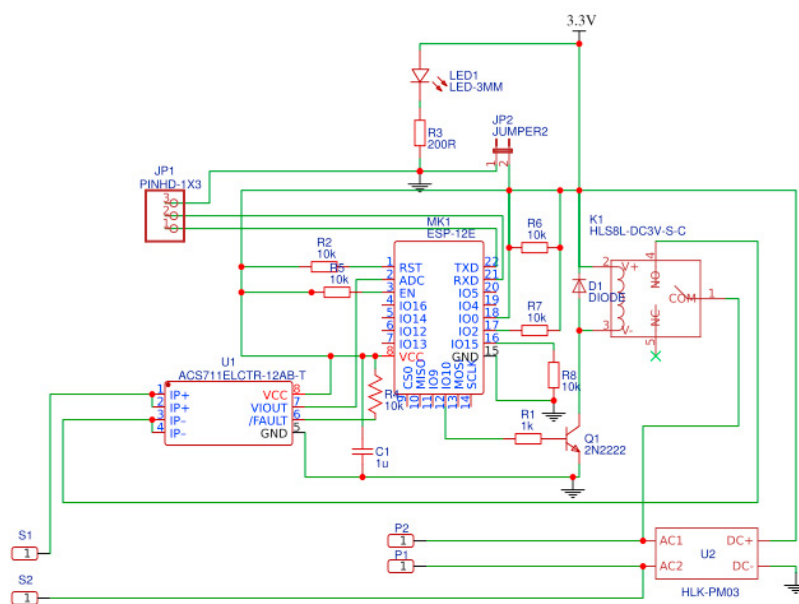 3.3V
LED1
LED-3MM
R3
200R
JP2
JUMPER2
1
2
JP1
PINHD-1X3
3
2
1
MK1
ESP-12E
R2
10k
R5
10k
1 RST
2 ADC
3 EN
4 IO16
5 IO14
6 IO12
7 IO13
8 VCC
TXD 22
RXD 21
IO5 20
IO4 19
IO0 18
IO2 17
IO15 16
GND 15
CS0 9
MISO 10
IO9 11
IO10 12
MOSI 13
SCLK 14
R6
10k
R7
10k
R8
10k
K1
HLS8L-DC3V-S-C
2 V+
3 V-
NO 4
NC 5
COM 1
D1
DIODE
U1
ACS711ELCTR-12AB-T
1 IP+
2 IP+
3 IP-
4 IP-
VCC 8
VIOUT 7
/FAULT 6
GND 5
R4
10k
C1
1u
R1
1k
Q1
2N2222
S1
1
S2
1
P2
1
P1
1
AC1
AC2
U2
DC+
DC-
HLK-PM03